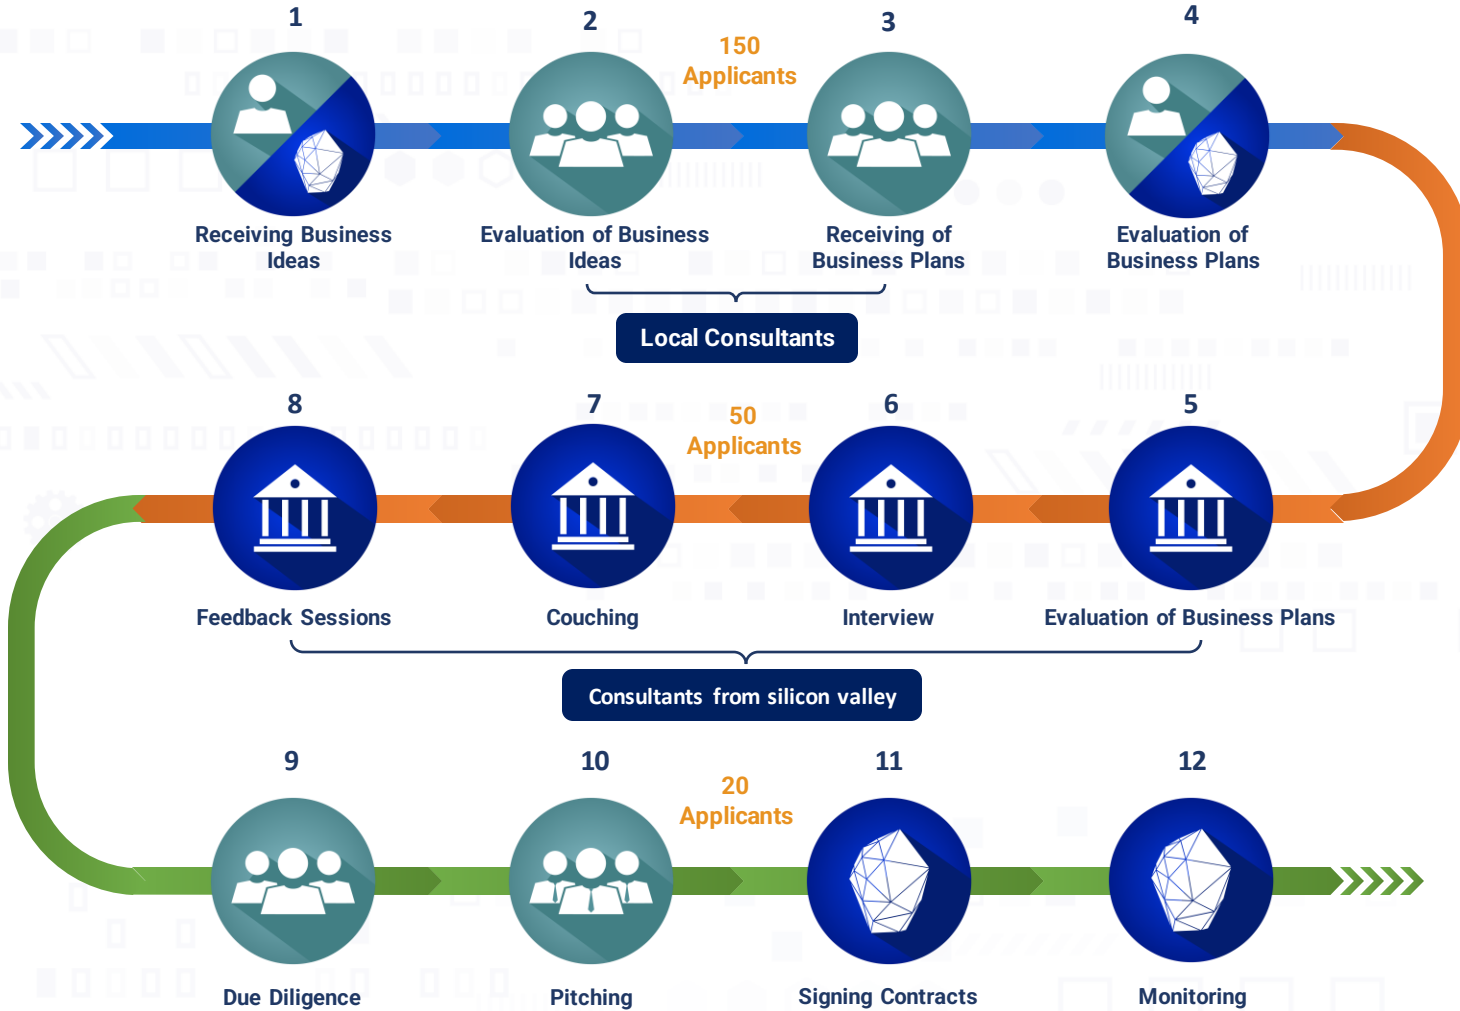 1
2
150
Applicants
3
4
Receiving Business
Ideas
Evaluation of Business
Ideas
Receiving of
Business Plans
Evaluation of
Business Plans
Local Consultants
8
7
50
Applicants
6
5
Feedback Sessions
Couching
Interview
Evaluation of Business Plans
Consultants from silicon valley
9
10
20
Applicants
11
12
Due Diligence
Pitching
Signing Contracts
Monitoring